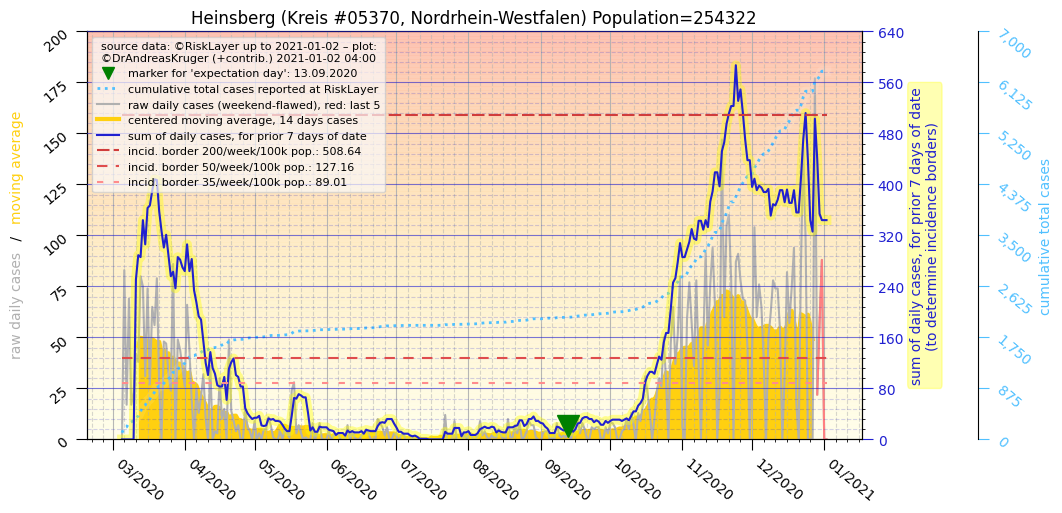 Heinsberg (Kreis #05370, Nordrhein-Westfalen) Population=254322
source data: ©RiskLayer up to 2021-01-02 – plot:
©DrAndreasKruger (+contrib.) 2021-01-02 04:00
marker for 'expectation day': 13.09.2020
cumulative total cases reported at RiskLayer
raw daily cases (weekend-flawed), red: last 5
centered moving average, 14 days cases
sum of daily cases, for prior 7 days of date
incid. border 200/week/100k pop.: 508.64
incid. border 50/week/100k pop.: 127.16
incid. border 35/week/100k pop.: 89.01
raw daily cases / moving average
200
175
150
125
100
75
50
25
0
03/2020
04/2020
05/2020
06/2020
07/2020
08/2020
09/2020
10/2020
11/2020
12/2020
01/2021
640
560
480
400
320
240
160
80
0
sum of daily cases, for prior 7 days of date
(to determine incidence borders)
7,000
6,125
5,250
4,375
3,500
2,625
1,750
875
0
cumulative total cases